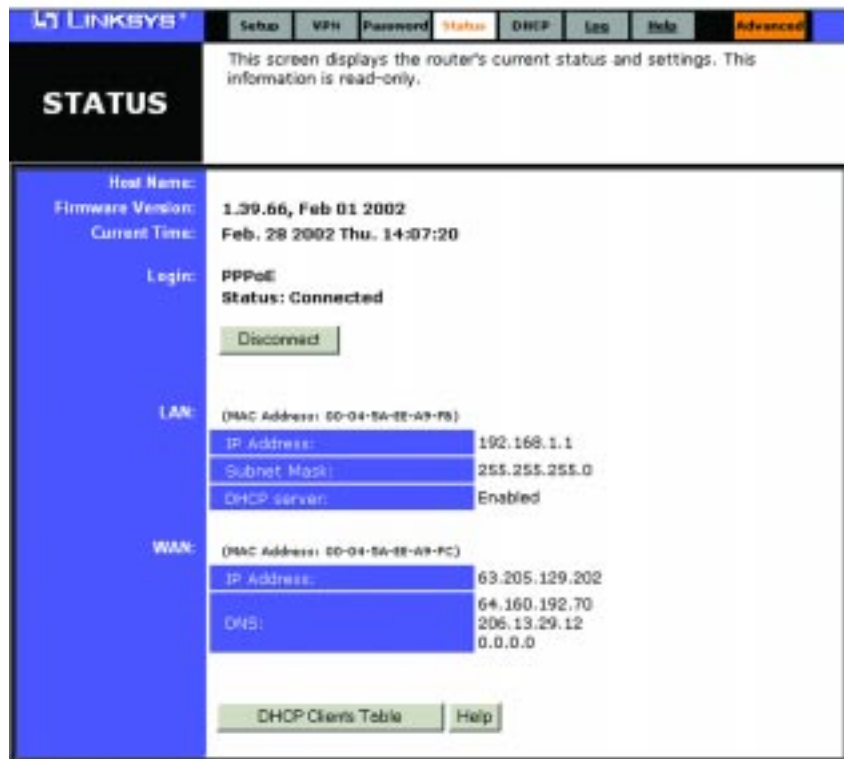 LINKSYS®
Setup VPN Password Status DHCP Log Help Advanced
This screen displays the router's current status and settings. This
information is read-only.
STATUS
Host Name:
Firmware Version: 1.39.66, Feb 01 2002
Current Time: Feb. 28 2002 Thu. 14:07:20
Login: PPPoE
Status: Connected
Disconnect
LAN: (MAC Address: 00-04-5A-EE-A9-FB)
IP Address: 192.168.1.1
Subnet Mask: 255.255.255.0
DHCP server: Enabled
WAN: (MAC Address: 00-04-5A-EE-A9-FC)
IP Address: 63.205.129.202
DNS: 64.160.192.70
206.13.29.12
0.0.0.0
DHCP Clients Table Help